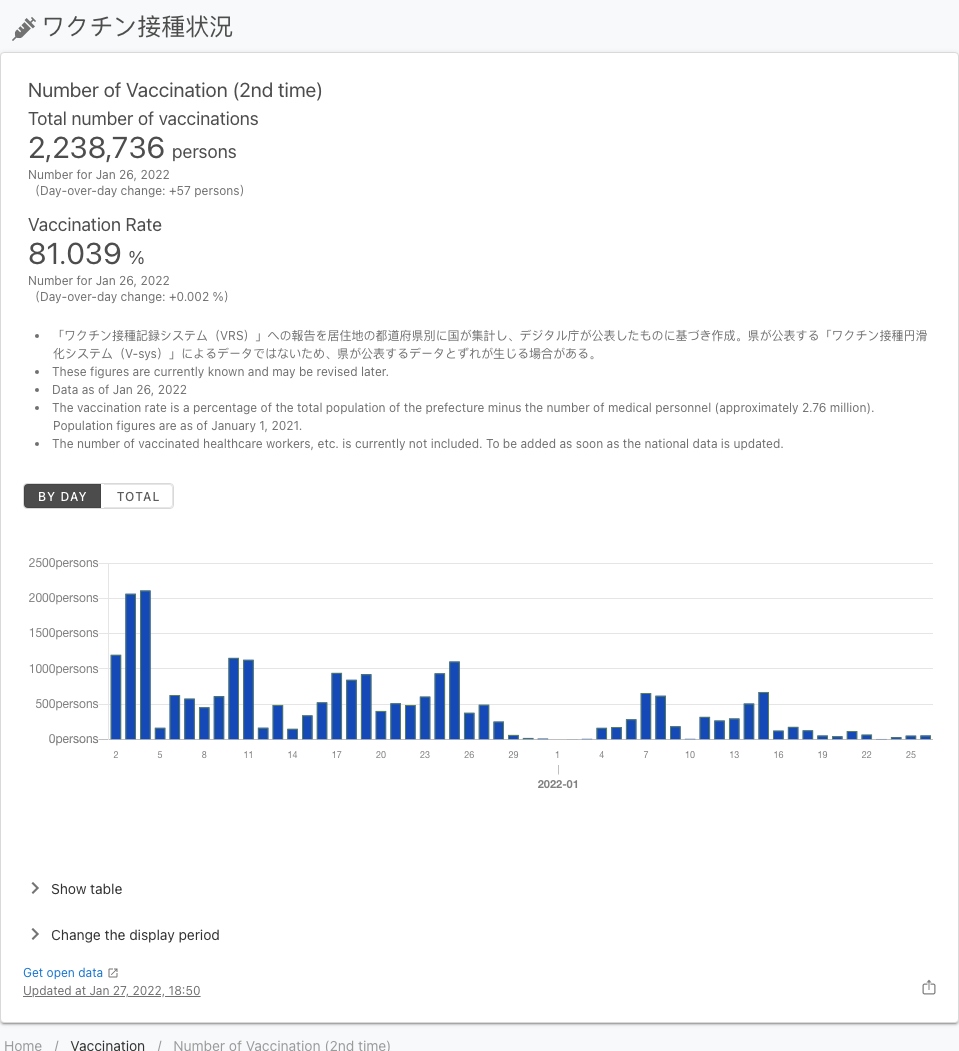 ワクチン接種状況
Number of Vaccination (2nd time)
Total number of vaccinations
2,238,736 persons
Number for Jan 26, 2022
（Day-over-day change: +57 persons）
Vaccination Rate
81.039 %
Number for Jan 26, 2022
（Day-over-day change: +0.002 %）
• 「ワクチン接種記録システム（VRS）」への報告を居住地の都道府県別に国が集計し、デジタル庁が公表したものに基づき作成。県が公表する「ワクチン接種円滑
化システム（V-sys）」によるデータではないため、県が公表するデータとずれが生じる場合がある。
• These figures are currently known and may be revised later.
• Data as of Jan 26, 2022
• The vaccination rate is a percentage of the total population of the prefecture minus the number of medical personnel (approximately 2.76 million).
Population figures are as of January 1, 2021.
• The number of vaccinated healthcare workers, etc. is currently not included. To be added as soon as the national data is updated.
BY DAY TOTAL
2500persons
2000persons
1500persons
1000persons
500persons
0persons
2 5 8 11 14 17 20 23 26 29 1 4 7 10 13 16 19 22 25
2022-01
Show table
Change the display period
Get open data
Updated at Jan 27, 2022, 18:50
Home / Vaccination / Number of Vaccination (2nd time)